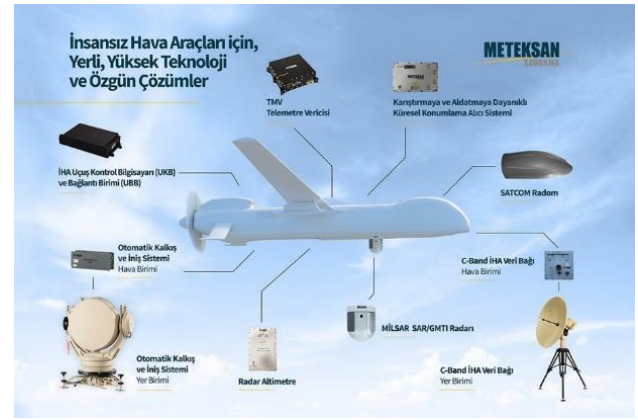 İnsansız Hava Araçları için,
Yerli, Yüksek Teknoloji
ve Özgün Çözümler
METEKSAN
SAVUNMA
TMV
Telemetre Vericisi
Karıştırmaya ve Aldatmaya Dayanıklı
Küresel Konumlama Alıcı Sistemi
İHA Uçuş Kontrol Bilgisayarı (UKB)
ve Bağlantı Birimi (UBB)
SATCOM Radom
Otomatik Kalkış
ve İniş Sistemi
Hava Birimi
C-Band İHA Veri Bağı
Hava Birimi
MİLSAR SAR/GMTI Radarı
Otomatik Kalkış
ve İniş Sistemi
Yer Birimi
Radar Altimetre
C-Band İHA Veri Bağı
Yer Birimi